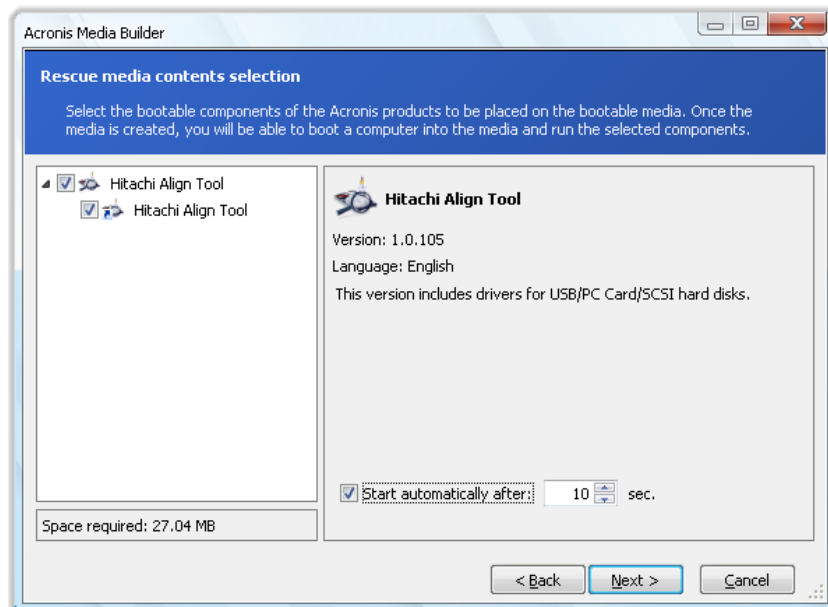 Acronis Media Builder
Rescue media contents selection
Select the bootable components of the Acronis products to be placed on the bootable media. Once the
media is created, you will be able to boot a computer into the media and run the selected components.
Hitachi Align Tool
Hitachi Align Tool
Space required: 27.04 MB
Hitachi Align Tool
Version: 1.0.105
Language: English
This version includes drivers for USB/PC Card/SCSI hard disks.
Start automatically after: 10 sec.
< Back Next > Cancel